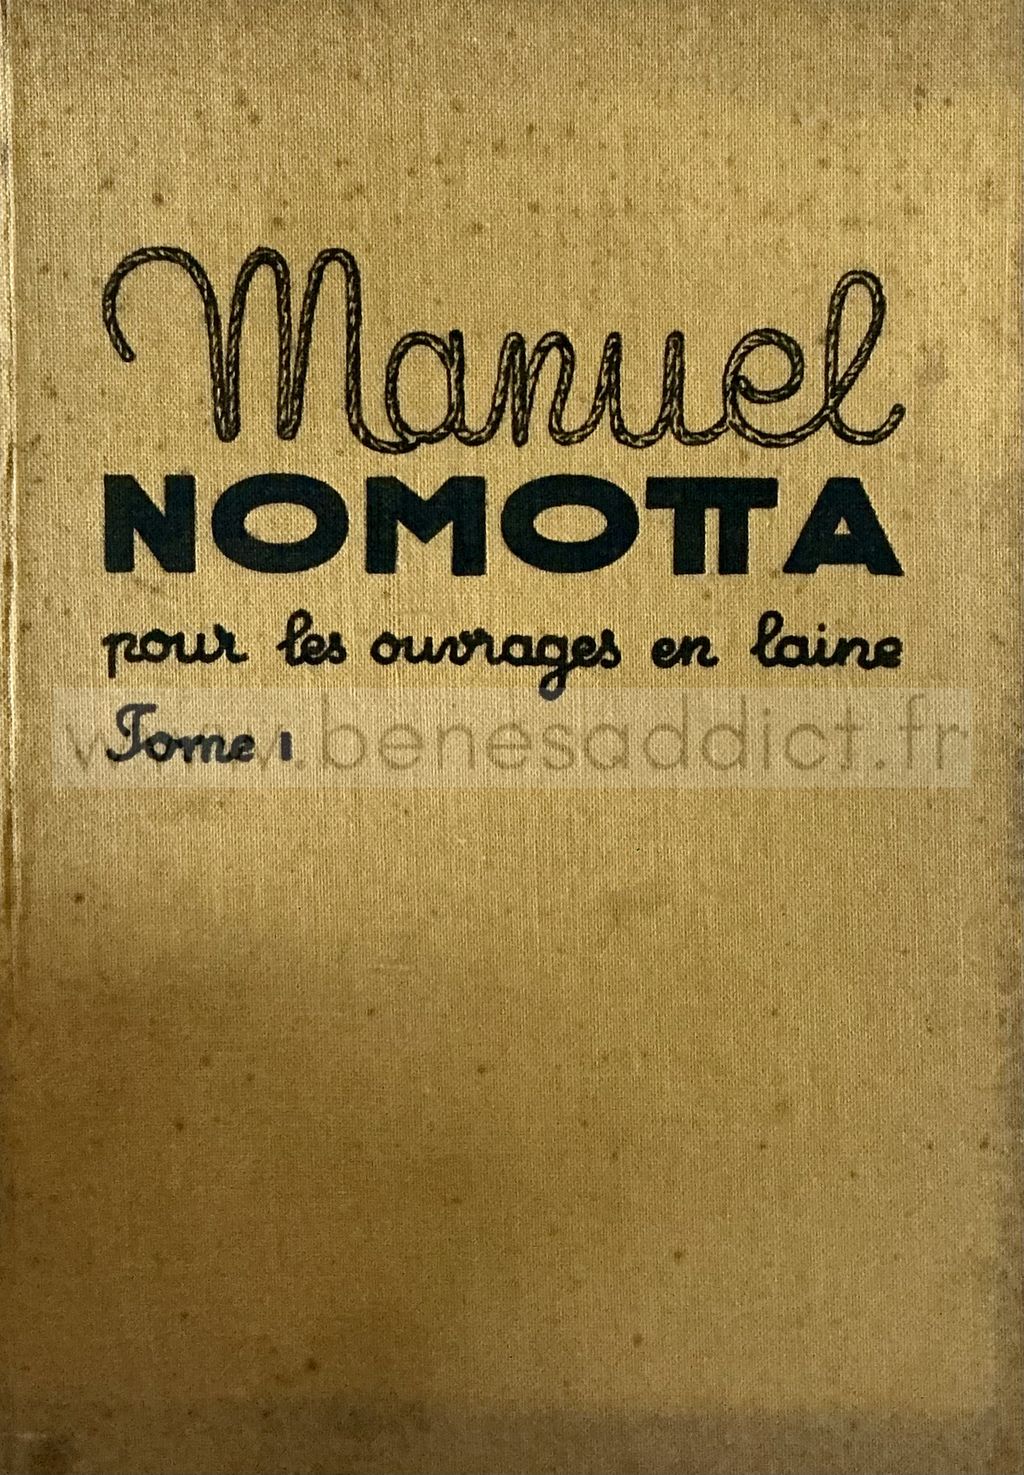 Manuel
NOMOTTA
pour les ouvrages en laine
Tome 1
www.benesaddict.fr